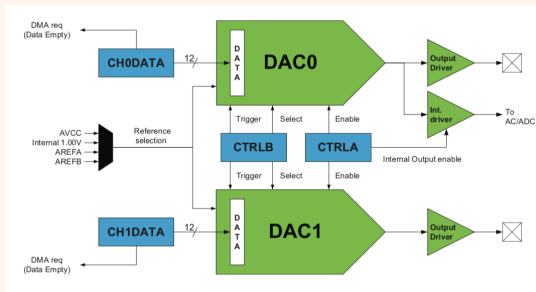 DMA req
(Data Empty)
CH0DATA
12
D
A
T
A
DAC0
Output
Driver
Int.
driver
To
AC/ADC
AVCC
Internal 1.00V
AREFA
AREFB
Reference
selection
Trigger
Select
Enable
CTRLB
CTRLA
Internal Output enable
Trigger
Select
Enable
CH1DATA
12
D
A
T
A
DAC1
Output
Driver
DMA req
(Data Empty)